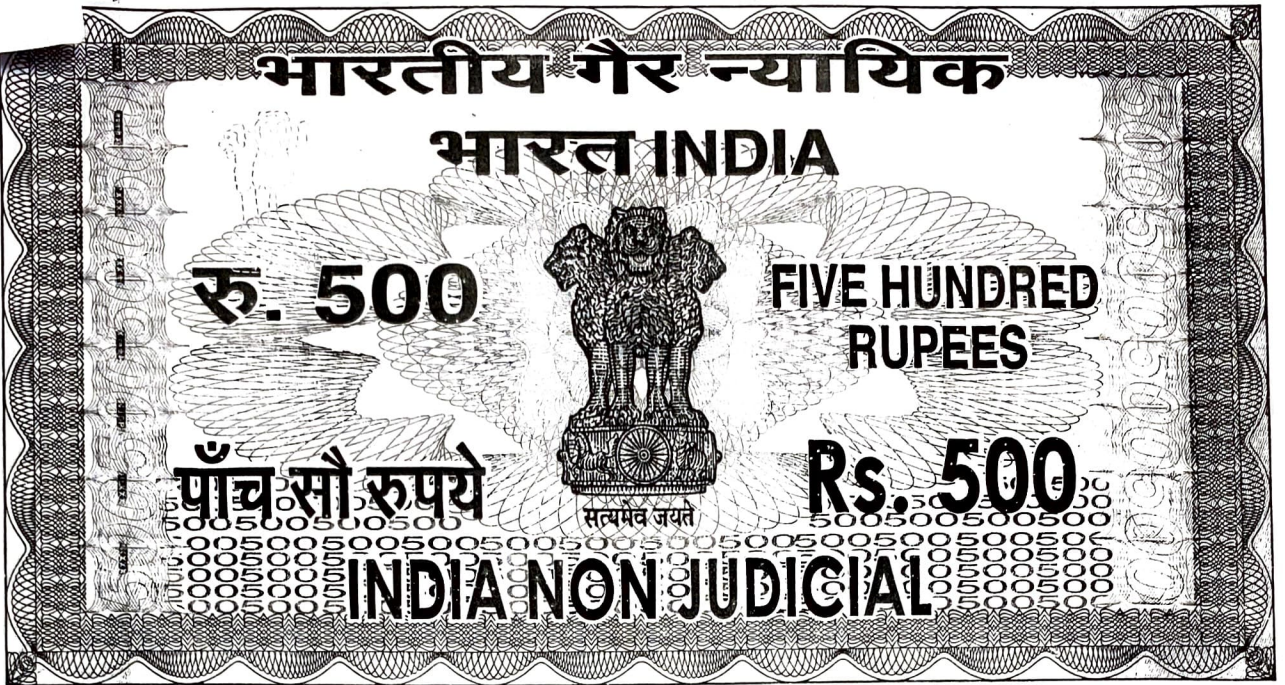 भारतीय गैर न्यायिक
भारत INDIA
रु. 500
FIVE HUNDRED
RUPEES
पाँच सौ रुपये
Rs. 500
सत्यमेव जयते
INDIA NON JUDICIAL